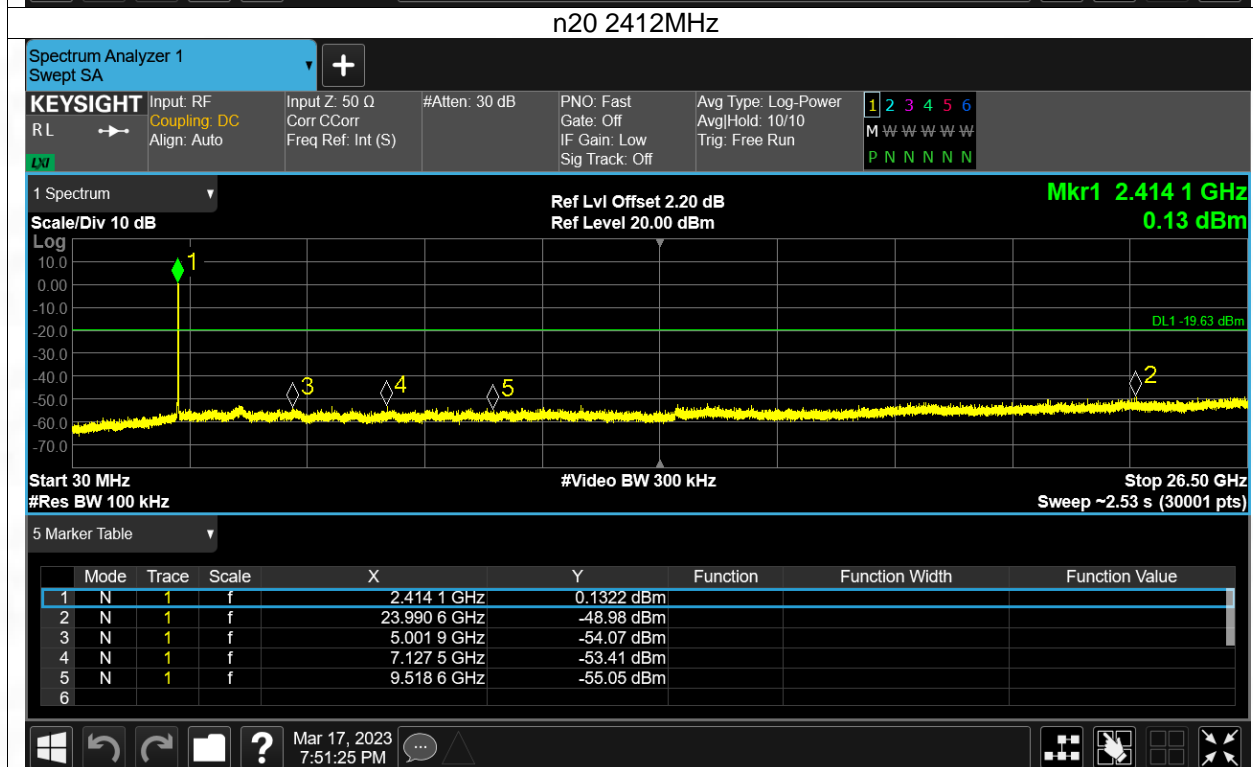 n20 2412MHz
Spectrum Analyzer 1
Swept SA
KEYSIGHT
R L
LXI
Input: RF
Coupling: DC
Align: Auto
Input Z: 50 Ω
Corr CCorr
Freq Ref: Int (S)
#Atten: 30 dB
PNO: Fast
Gate: Off
IF Gain: Low
Sig Track: Off
Avg Type: Log-Power
Avg|Hold: 10/10
Trig: Free Run
1 2 3 4 5 6
M W W W W W
P N N N N N
1 Spectrum
Scale/Div 10 dB
Ref Lvl Offset 2.20 dB
Ref Level 20.00 dBm
Mkr1 2.414 1 GHz
0.13 dBm
Log
10.0
0.00
-10.0
-20.0
-30.0
-40.0
-50.0
-60.0
-70.0
1
DL1 -19.63 dBm
3
4
5
2
Start 30 MHz
#Video BW 300 kHz
Stop 26.50 GHz
#Res BW 100 kHz
Sweep ~2.53 s (30001 pts)
5 Marker Table
Mode Trace Scale X Y Function Function Width Function Value
1 N 1 f 2.414 1 GHz 0.1322 dBm
2 N 1 f 23.990 6 GHz -48.98 dBm
3 N 1 f 5.001 9 GHz -54.07 dBm
4 N 1 f 7.127 5 GHz -53.41 dBm
5 N 1 f 9.518 6 GHz -55.05 dBm
6
?
Mar 17, 2023
7:51:25 PM